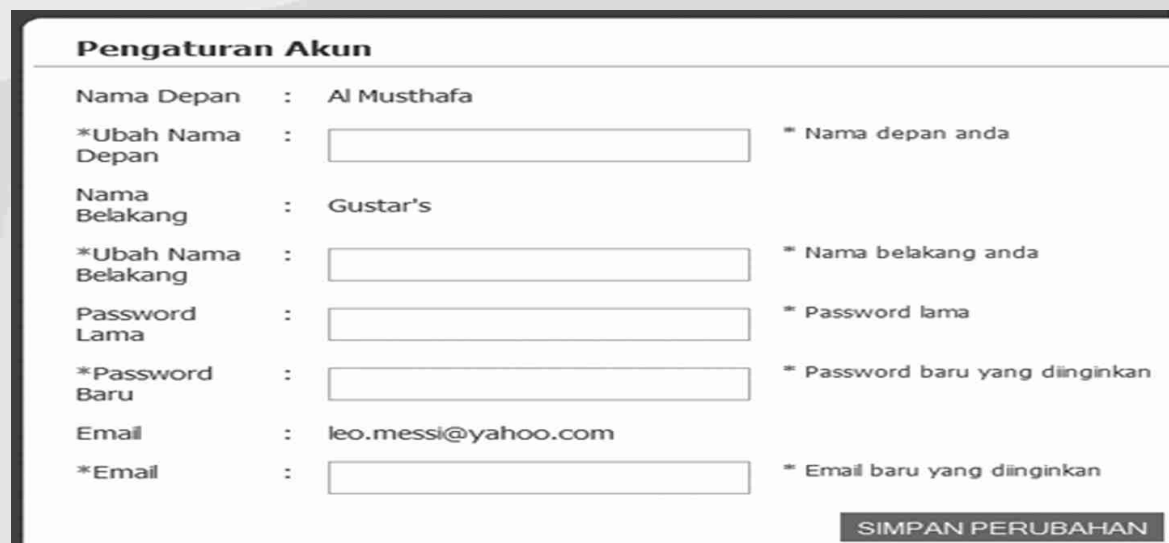 Pengaturan Akun
Nama Depan : Al Musthafa
*Ubah Nama : * Nama depan anda
Depan
Nama
Belakang : Gustar's
*Ubah Nama : * Nama belakang anda
Belakang
Password : * Password lama
Lama
*Password : * Password baru yang diinginkan
Baru
Email : leo.messi@yahoo.com
*Email : * Email baru yang diinginkan
SIMPAN PERUBAHAN